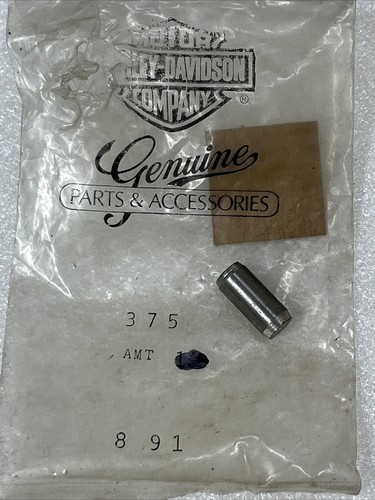 MOTOR
HARLEY-DAVIDSON
COMPANY
®
Genuine
PARTS & ACCESSORIES
375
AMT
8 91